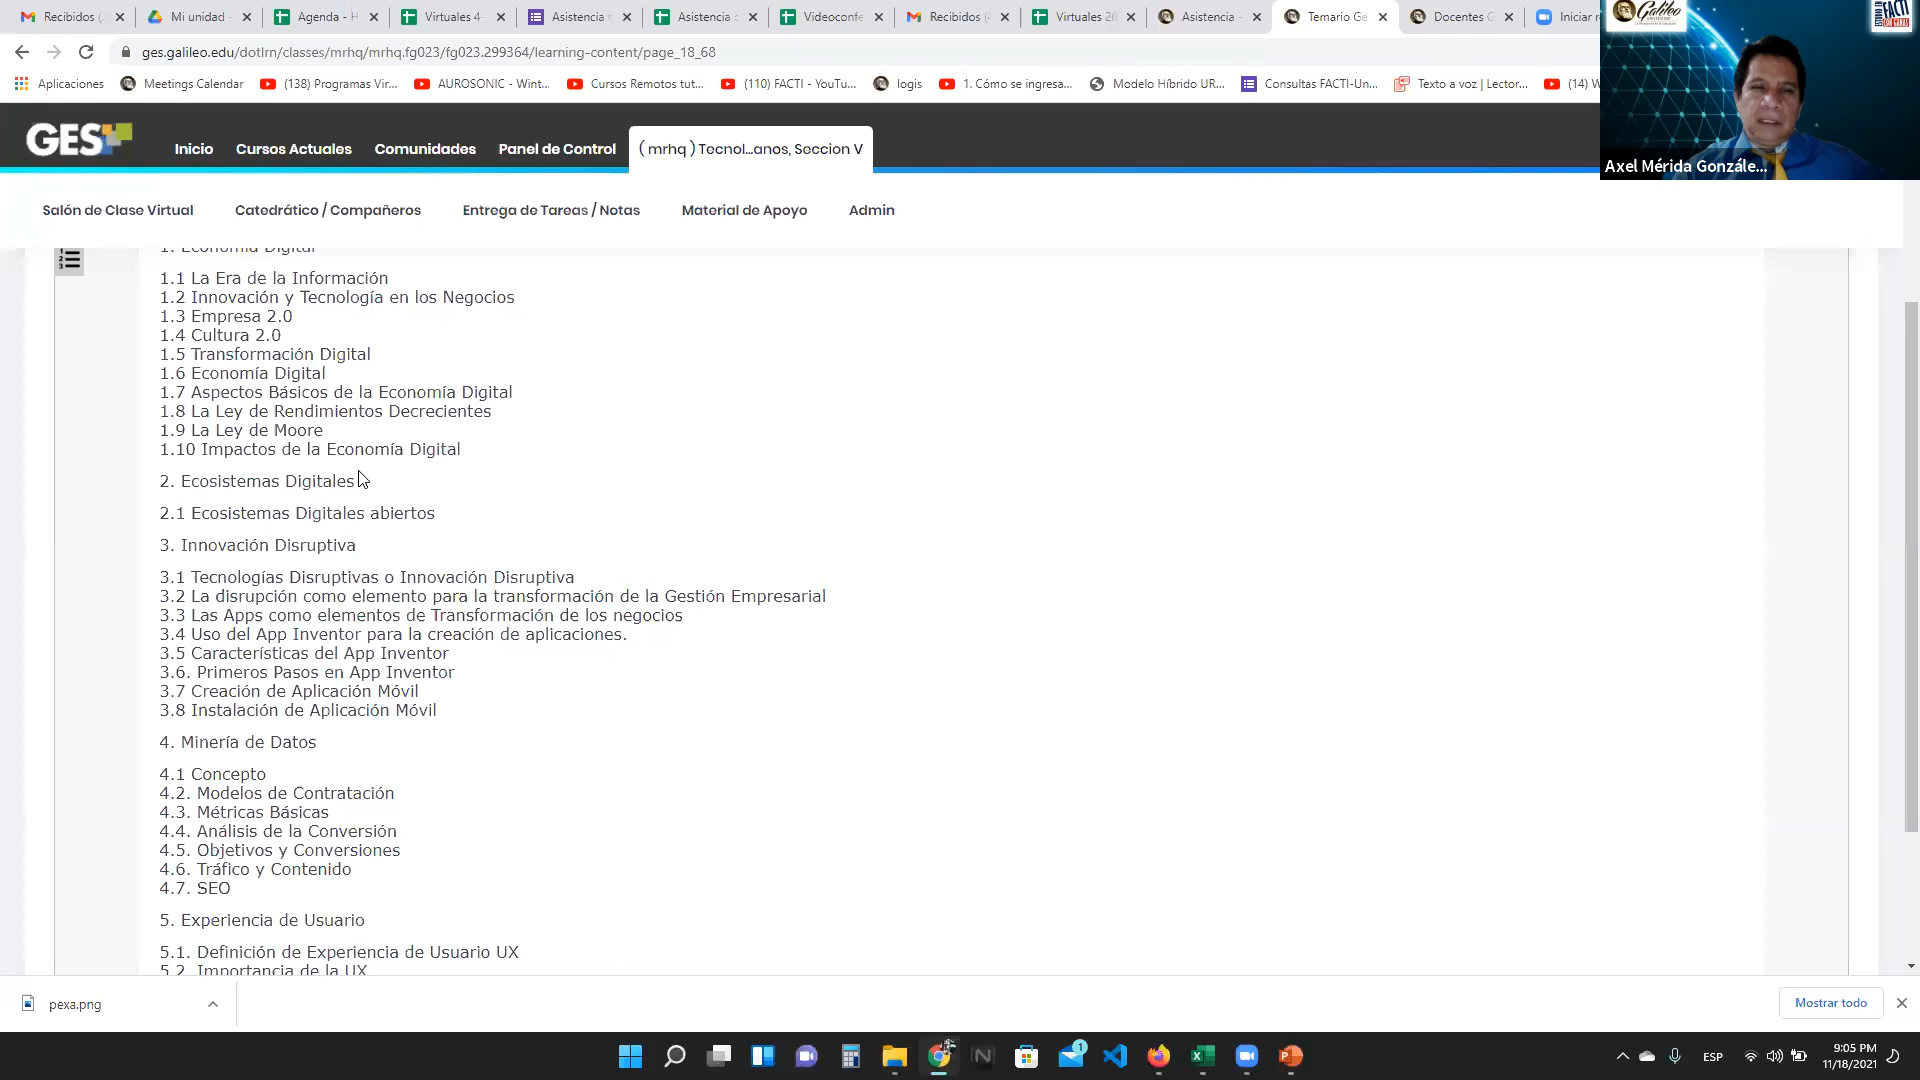 Recibidos (
Mi unidad -
Agenda - H
Virtuales 4
Asistencia
Asistencia
Videoconfe
Recibidos (
Virtuales 20
Asistencia -
Temario Ge
Docentes G
Iniciar
ges.galileo.edu/dotlrn/classes/mrhq/mrhq.fg023/fg023.299364/learning-content/page_18_68
Aplicaciones
Meetings Calendar
(138) Programas Vir...
AUROSONIC - Wint...
Cursos Remotos tut...
(110) FACTI - YouTu...
logis
1. Cómo se ingresa...
Modelo Híbrido UR...
Consultas FACTI-Un...
Texto a voz | Lector...
(14) W
Galileo
FACTI
Axel Mérida Gonzále...
GES
Inicio
Cursos Actuales
Comunidades
Panel de Control
( mrhq ) Tecnol...anos, Seccion V
Salón de Clase Virtual
Catedrático / Compañeros
Entrega de Tareas / Notas
Material de Apoyo
Admin
1. Economía Digital
1.1 La Era de la Información
1.2 Innovación y Tecnología en los Negocios
1.3 Empresa 2.0
1.4 Cultura 2.0
1.5 Transformación Digital
1.6 Economía Digital
1.7 Aspectos Básicos de la Economía Digital
1.8 La Ley de Rendimientos Decrecientes
1.9 La Ley de Moore
1.10 Impactos de la Economía Digital
2. Ecosistemas Digitales
2.1 Ecosistemas Digitales abiertos
3. Innovación Disruptiva
3.1 Tecnologías Disruptivas o Innovación Disruptiva
3.2 La disrupción como elemento para la transformación de la Gestión Empresarial
3.3 Las Apps como elementos de Transformación de los negocios
3.4 Uso del App Inventor para la creación de aplicaciones.
3.5 Características del App Inventor
3.6. Primeros Pasos en App Inventor
3.7 Creación de Aplicación Móvil
3.8 Instalación de Aplicación Móvil
4. Minería de Datos
4.1 Concepto
4.2. Modelos de Contratación
4.3. Métricas Básicas
4.4. Análisis de la Conversión
4.5. Objetivos y Conversiones
4.6. Tráfico y Contenido
4.7. SEO
5. Experiencia de Usuario
5.1. Definición de Experiencia de Usuario UX
5.2. Importancia de la UX
pexa.png
Mostrar todo
1
ESP
9:05 PM
11/18/2021